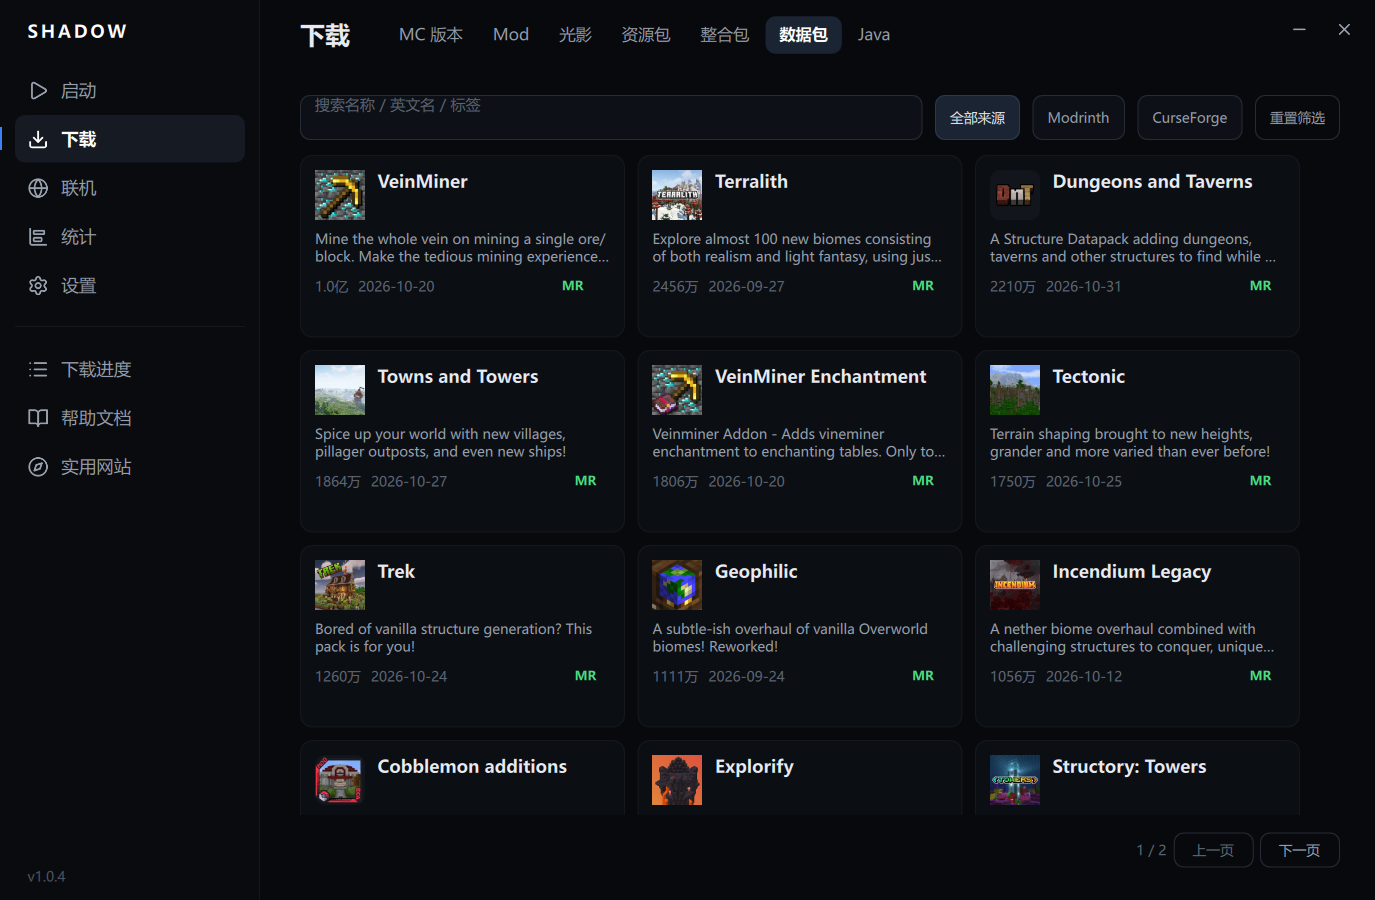 SHADOW
启动
下载
联机
统计
设置
下载进度
帮助文档
实用网站
v1.0.4
下载
MC 版本
Mod
光影
资源包
整合包
数据包
Java
搜索名称 / 英文名 / 标签
全部来源
Modrinth
CurseForge
重置筛选
VeinMiner
Mine the whole vein on mining a single ore/
block. Make the tedious mining experience...
1.0亿 2026-10-20 MR
TERRALITH
Terralith
Explore almost 100 new biomes consisting
of both realism and light fantasy, using jus...
2456万 2026-09-27 MR
DnT
Dungeons and Taverns
A Structure Datapack adding dungeons,
taverns and other structures to find while ...
2210万 2026-10-31 MR
Towns and Towers
Spice up your world with new villages,
pillager outposts, and even new ships!
1864万 2026-10-27 MR
VeinMiner Enchantment
Veinminer Addon - Adds vineminer
enchantment to enchanting tables. Only to...
1806万 2026-10-20 MR
Tectonic
Terrain shaping brought to new heights,
grander and more varied than ever before!
1750万 2026-10-25 MR
TREK
Trek
Bored of vanilla structure generation? This
pack is for you!
1260万 2026-10-24 MR
Geophilic
A subtle-ish overhaul of vanilla Overworld
biomes! Reworked!
1111万 2026-09-24 MR
INCENDIUM
Incendium Legacy
A nether biome overhaul combined with
challenging structures to conquer, unique...
1056万 2026-10-12 MR
Cobblemon additions
Explorify
Structory: Towers
1 / 2
上一页
下一页